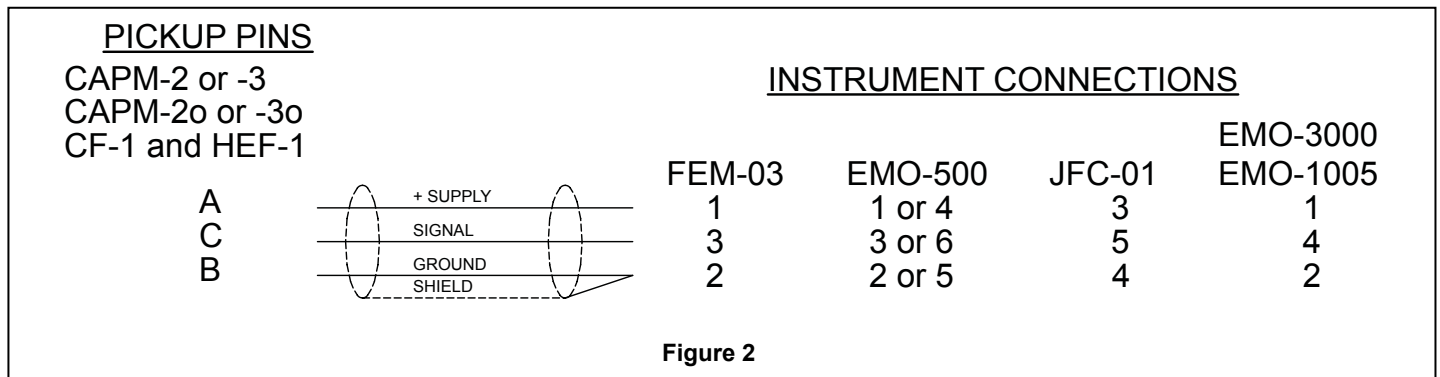 PICKUP PINS
CAPM-2 or -3
CAPM-2o or -3o
CF-1 and HEF-1
INSTRUMENT CONNECTIONS
EMO-3000
FEM-03 EMO-500 JFC-01 EMO-1005
A + SUPPLY 1 1 or 4 3 1
C SIGNAL 3 3 or 6 5 4
B GROUND 2 2 or 5 4 2
SHIELD
Figure 2